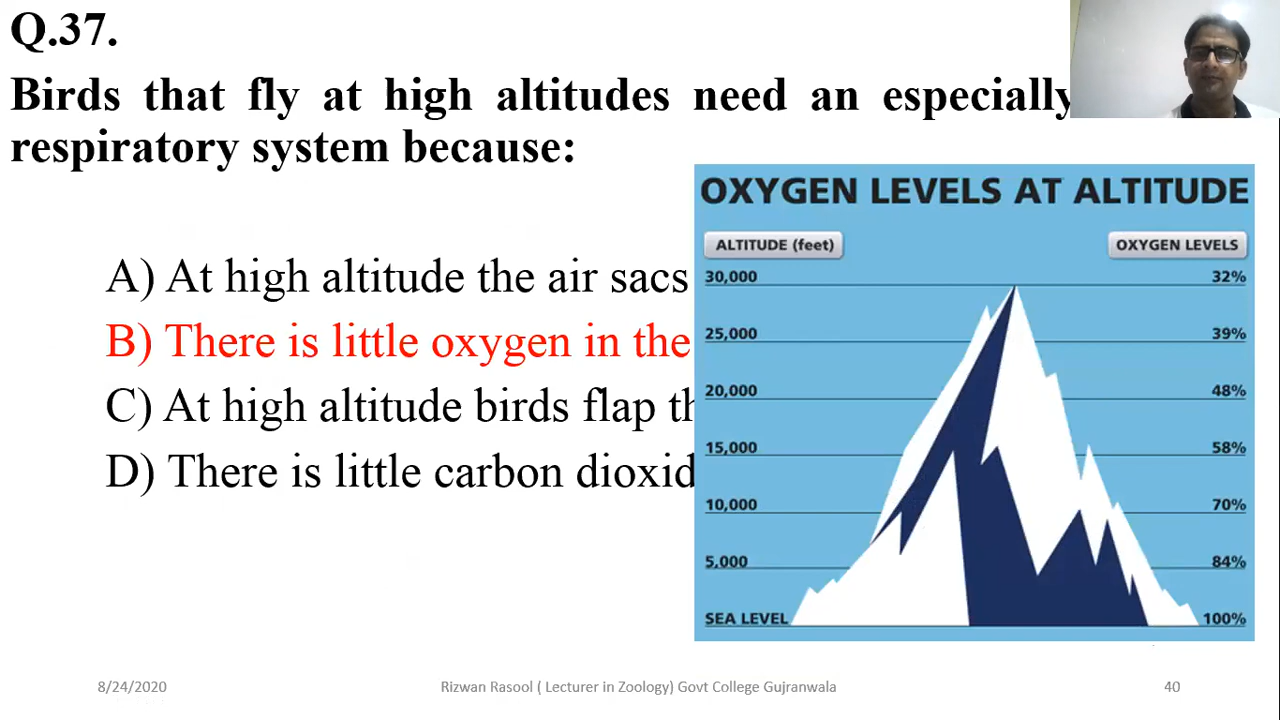 Q.37.
Birds that fly at high altitudes need an especially
respiratory system because:
OXYGEN LEVELS AT ALTITUDE
ALTITUDE (feet) OXYGEN LEVELS
A) At high altitude the air sacs
30,000 32%
B) There is little oxygen in the
25,000 39%
C) At high altitude birds flap
20,000 48%
D) There is little carbon
15,000 58%
10,000 70%
5,000 84%
SEA LEVEL 100%
8/24/2020 Rizwan Rasool ( Lecturer in Zoology) Govt College Gujranwala 40